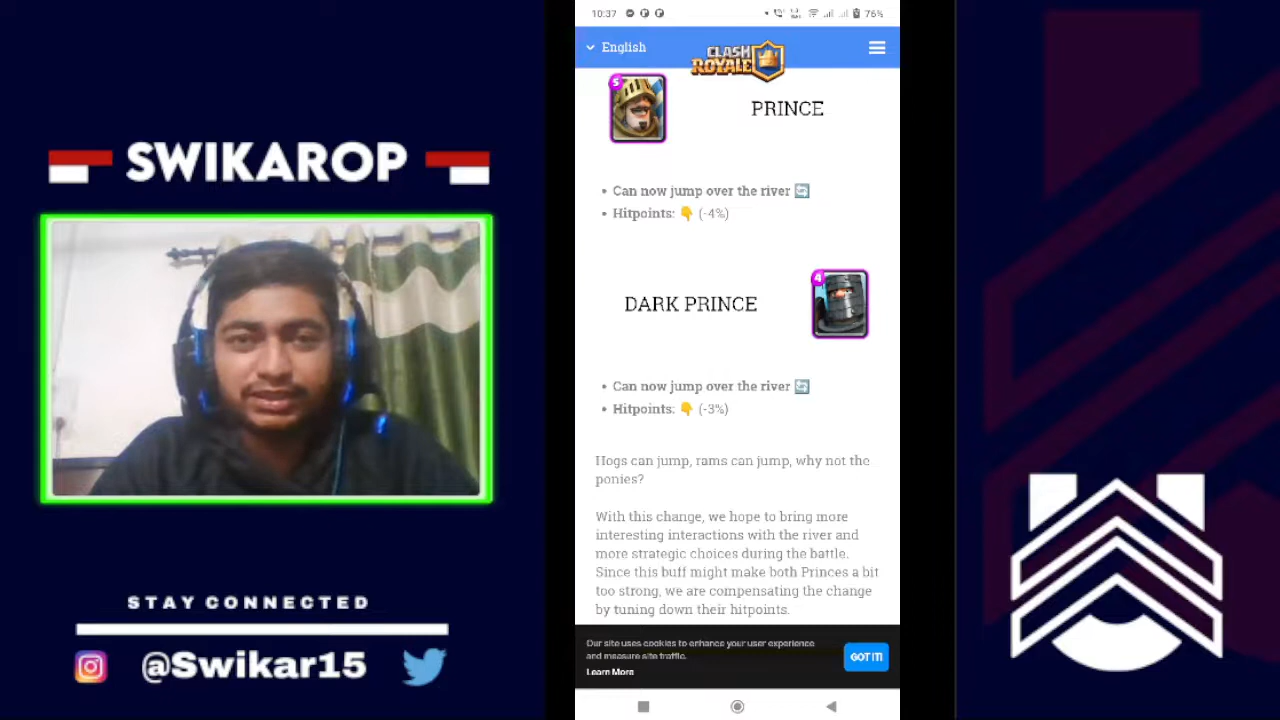 SWIKAROP
STAY CONNECTED
@Swikar15
10:37
76%
English
CLASH
ROYALE
5
PRINCE
• Can now jump over the river 🔄
• Hitpoints: 👇 (-4%)
4
DARK PRINCE
• Can now jump over the river 🔄
• Hitpoints: 👇 (-3%)
Hogs can jump, rams can jump, why not the
ponies?
With this change, we hope to bring more
interesting interactions with the river and
more strategic choices during the battle.
Since this buff might make both Princes a bit
too strong, we are compensating the change
by tuning down their hitpoints.
Our site uses cookies to enhance your user experience
and measure site traffic.
Learn More
GOT IT!